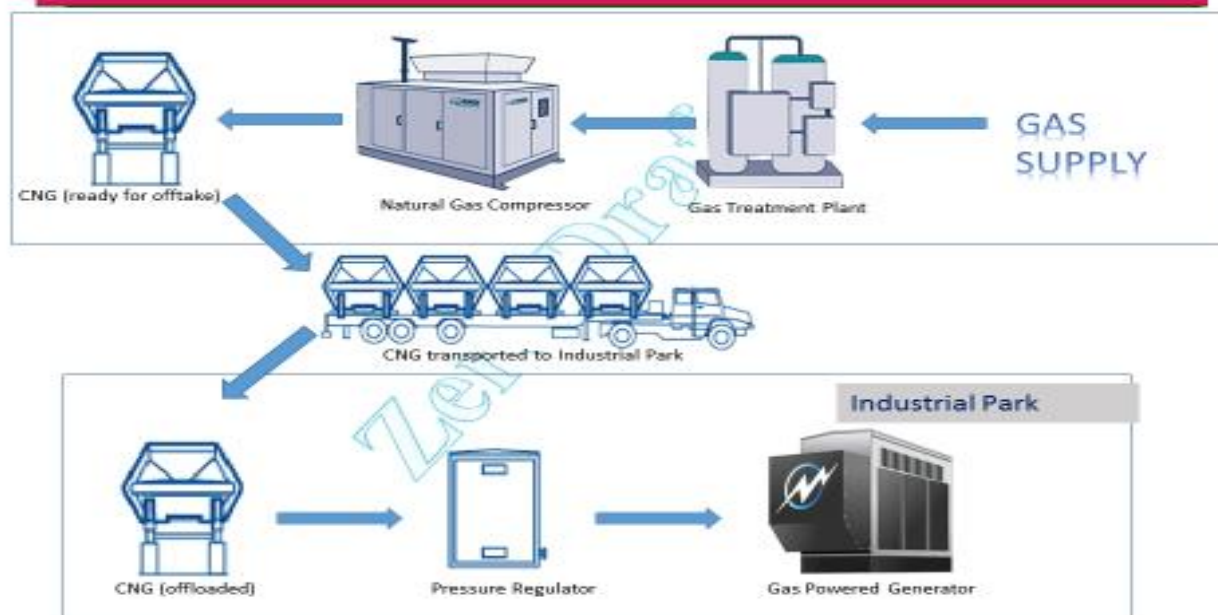 GAS
SUPPLY
CNG (ready for offtake)
Natural Gas Compressor
Gas Treatment Plant
CNG transported to Industrial Park
Industrial Park
CNG (offloaded)
Pressure Regulator
Gas Powered Generator